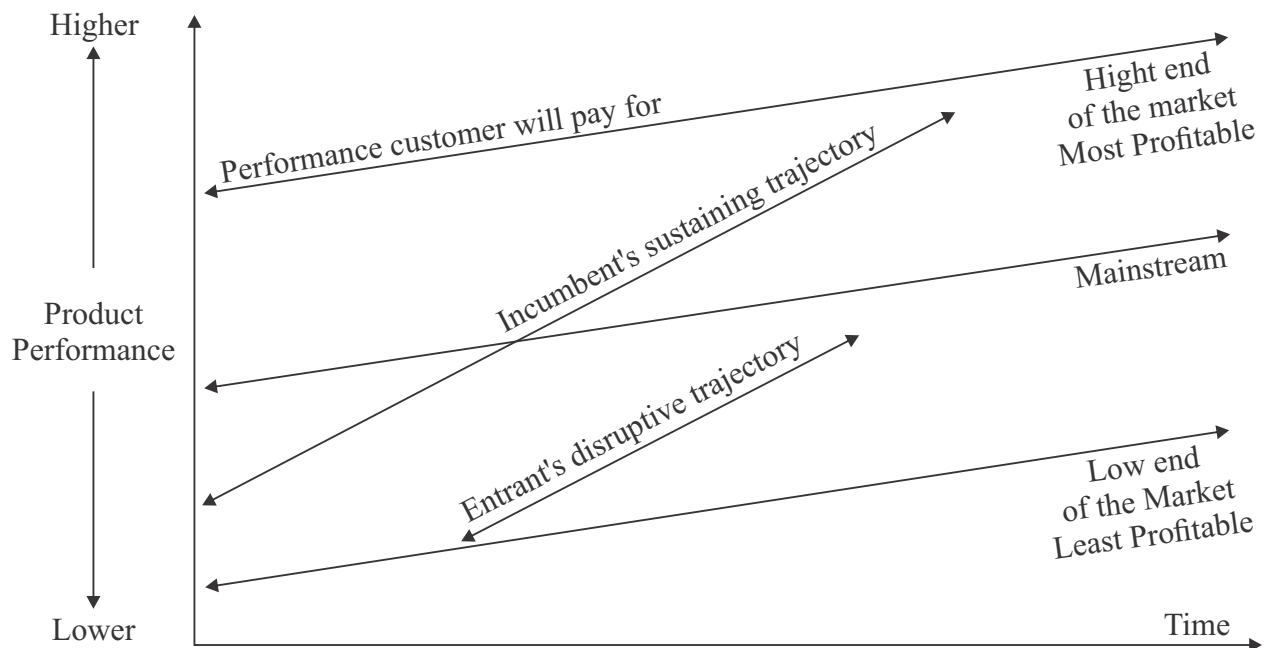 Higher
Performance customer will pay for
Hight end
of the market
Most Profitable
Incumbent's sustaining trajectory
Mainstream
Product
Performance
Entrant's disruptive trajectory
Low end
of the Market
Least Profitable
Lower
Time